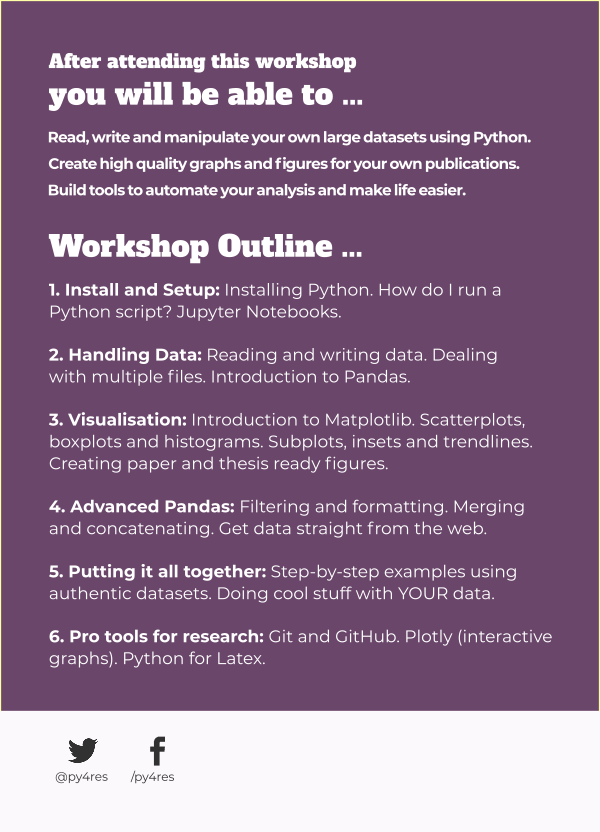 After attending this workshop
you will be able to ...
Read, write and manipulate your own large datasets using Python.
Create high quality graphs and figures for your own publications.
Build tools to automate your analysis and make life easier.
Workshop Outline ...
1. Install and Setup: Installing Python. How do I run a
Python script? Jupyter Notebooks.
2. Handling Data: Reading and writing data. Dealing
with multiple files. Introduction to Pandas.
3. Visualisation: Introduction to Matplotlib. Scatterplots,
boxplots and histograms. Subplots, insets and trendlines.
Creating paper and thesis ready figures.
4. Advanced Pandas: Filtering and formatting. Merging
and concatenating. Get data straight from the web.
5. Putting it all together: Step-by-step examples using
authentic datasets. Doing cool stuff with YOUR data.
6. Pro tools for research: Git and GitHub. Plotly (interactive
graphs). Python for Latex.
@py4res /py4res